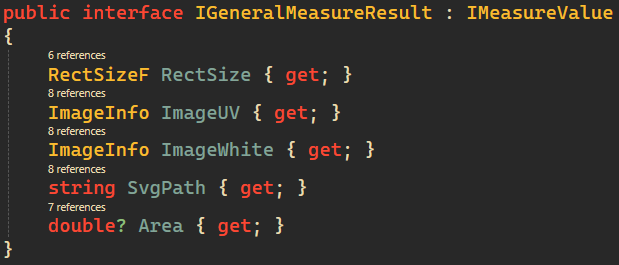 public interface IGeneralMeasureResult : IMeasureValue
{
6 references
RectSizeF RectSize { get; }
8 references
ImageInfo ImageUV { get; }
8 references
ImageInfo ImageWhite { get; }
8 references
string SvgPath { get; }
7 references
double? Area { get; }
}